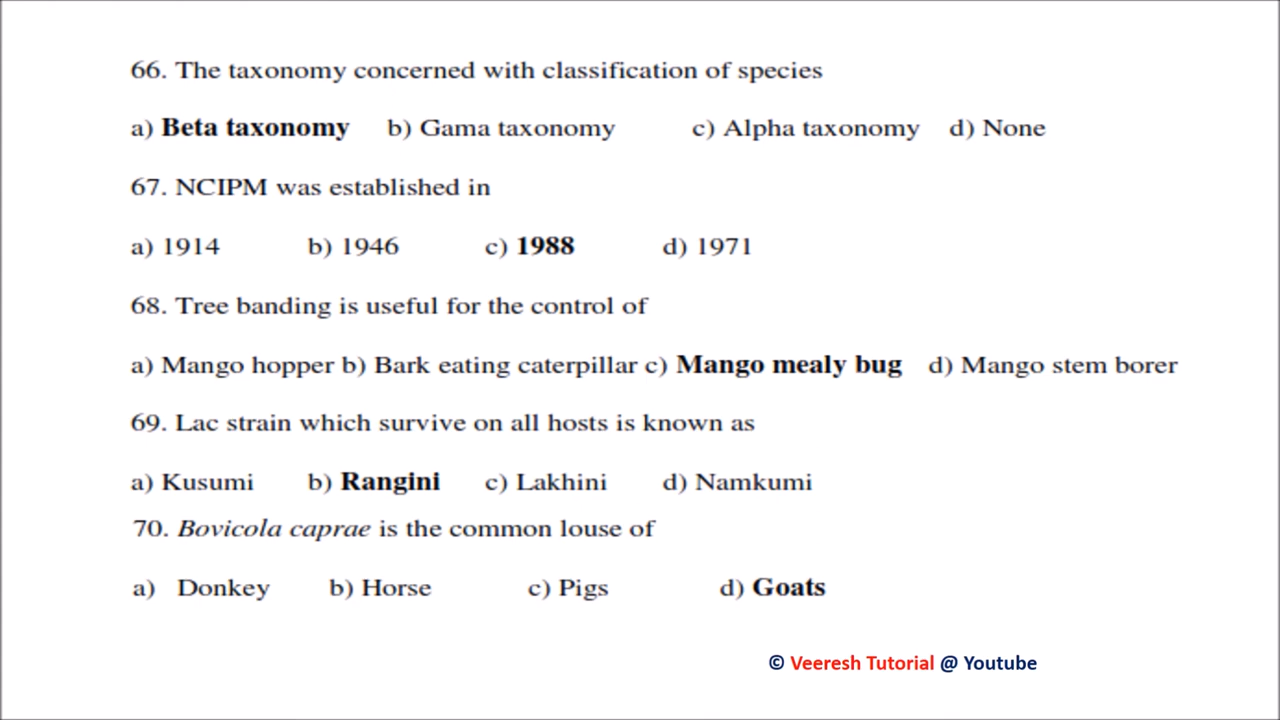 66. The taxonomy concerned with classification of species
a) Beta taxonomy b) Gama taxonomy c) Alpha taxonomy d) None
67. NCIPM was established in
a) 1914 b) 1946 c) 1988 d) 1971
68. Tree banding is useful for the control of
a) Mango hopper b) Bark eating caterpillar c) Mango mealy bug d) Mango stem borer
69. Lac strain which survive on all hosts is known as
a) Kusumi b) Rangini c) Lakhini d) Namkumi
70. Bovicola caprae is the common louse of
a) Donkey b) Horse c) Pigs d) Goats
© Veeresh Tutorial @ Youtube